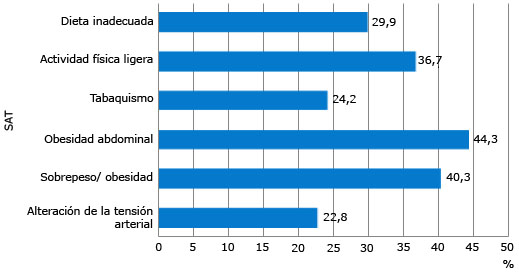 Dieta inadecuada
29,9
Actividad física ligera
36,7
Tabaquismo
24,2
SAT
Obesidad abdominal
44,3
Sobrepeso/ obesidad
40,3
Alteración de la tensión
arterial
22,8
0 5 10 15 20 25 30 35 40 45 50
%